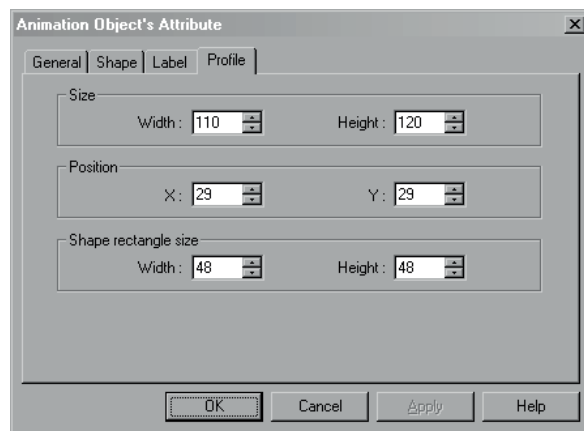 Animation Object's Attribute
General Shape Label Profile
Size
Width : 110 Height : 120
Position
X : 29 Y : 29
Shape rectangle size
Width : 48 Height : 48
OK Cancel Apply Help